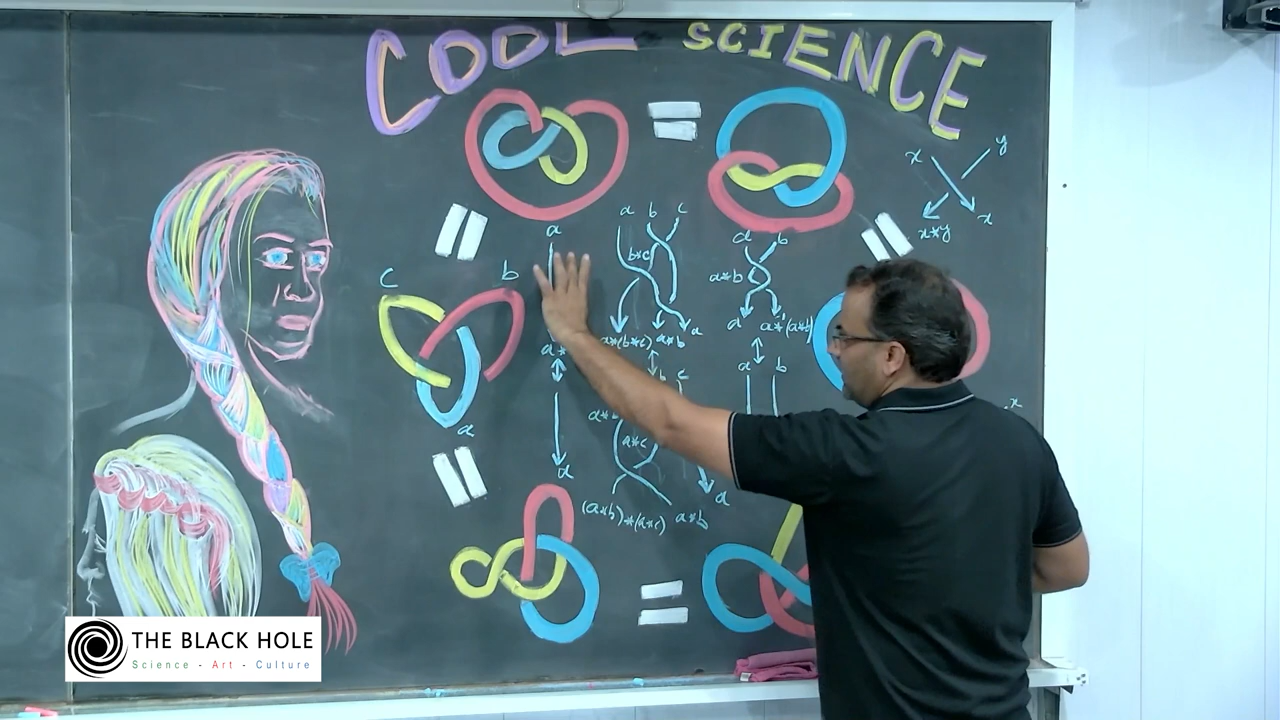 COOL SCIENCE
x y
x*y x
a b c
b*c
a*(b*c) a*b a
a b
a*b
a a*(a*b)
a b
a
c b
a
a
c
a*c
a
(a*b)*(a*c) a*b
x
THE BLACK HOLE
Science - Art - Culture